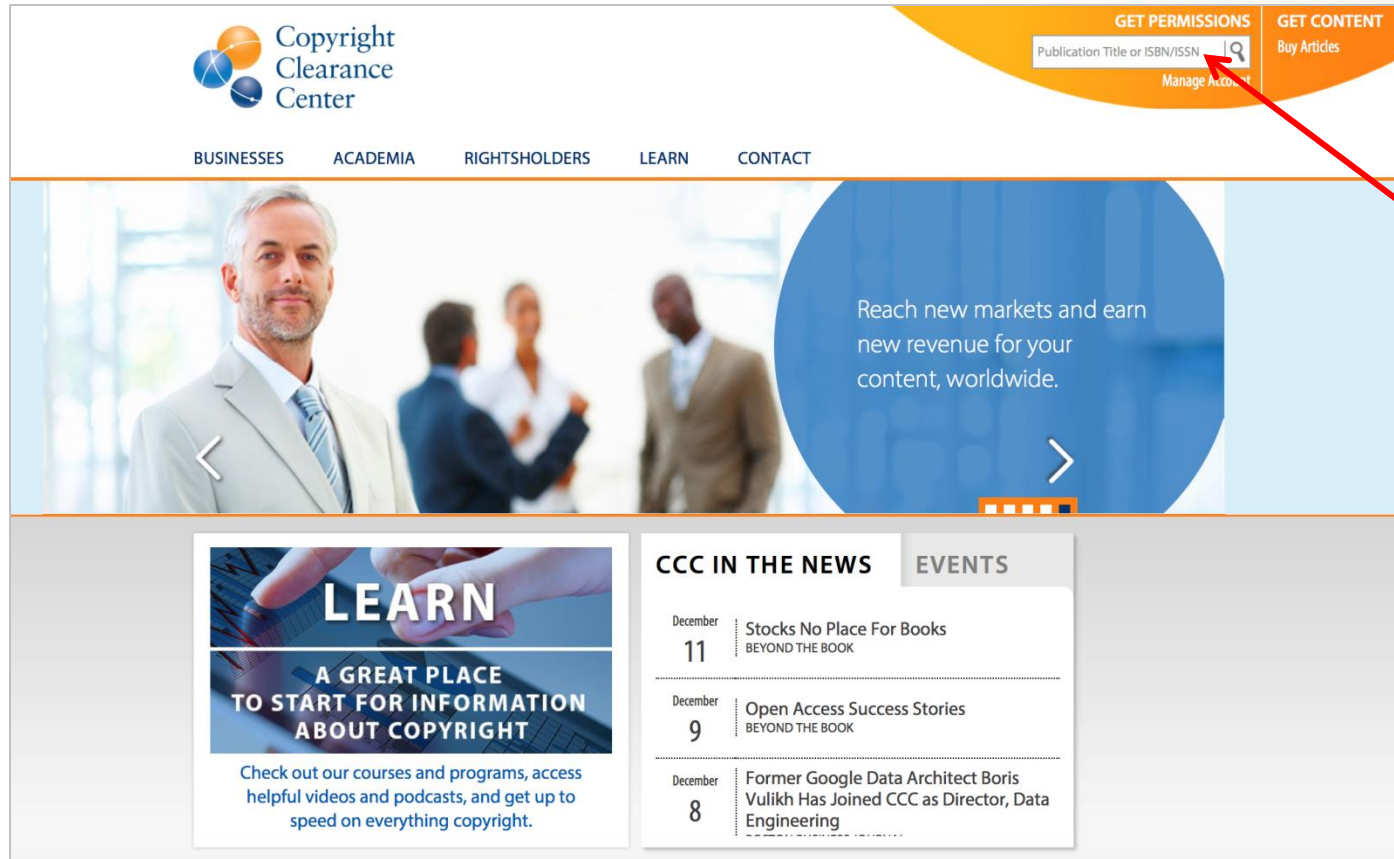 Copyright
Clearance
Center
GET PERMISSIONS
Publication Title or ISBN/ISSN
Manage Account
GET CONTENT
Buy Articles
BUSINESSES ACADEMIA RIGHTSHOLDERS LEARN CONTACT
Reach new markets and earn
new revenue for your
content, worldwide.
LEARN
A GREAT PLACE
TO START FOR INFORMATION
ABOUT COPYRIGHT
Check out our courses and programs, access
helpful videos and podcasts, and get up to
speed on everything copyright.
CCC IN THE NEWS EVENTS
December
11
Stocks No Place For Books
BEYOND THE BOOK
December
9
Open Access Success Stories
BEYOND THE BOOK
December
8
Former Google Data Architect Boris
Vulikh Has Joined CCC as Director, Data
Engineering